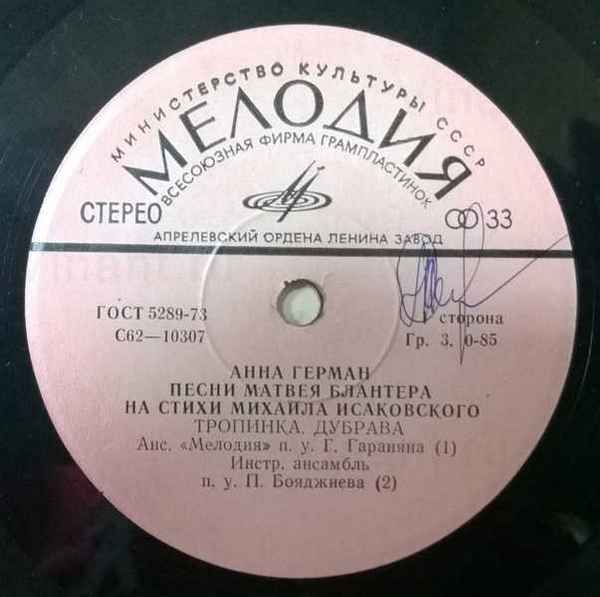 МИНИСТЕРСТВО КУЛЬТУРЫ СССР
МЕЛОДИЯ
ВСЕСОЮЗНАЯ ФИРМА ГРАМПЛАСТИНОК
СТЕРЕО
33
АПРЕЛЕВСКИЙ ОРДЕНА ЛЕНИНА ЗАВОД
ГОСТ 5289-73
сторона
С62—10307
Гр. 3. 0-85
АННА ГЕРМАН
ПЕСНИ МАТВЕЯ БЛАНТЕРА
НА СТИХИ МИХАИЛА ИСАКОВСКОГО
ТРОПИНКА. ДУБРАВА
Анс. «Мелодия» п. у. Г. Гараняна (1)
Инстр. ансамбль
п. у. П. Бояджиева (2)